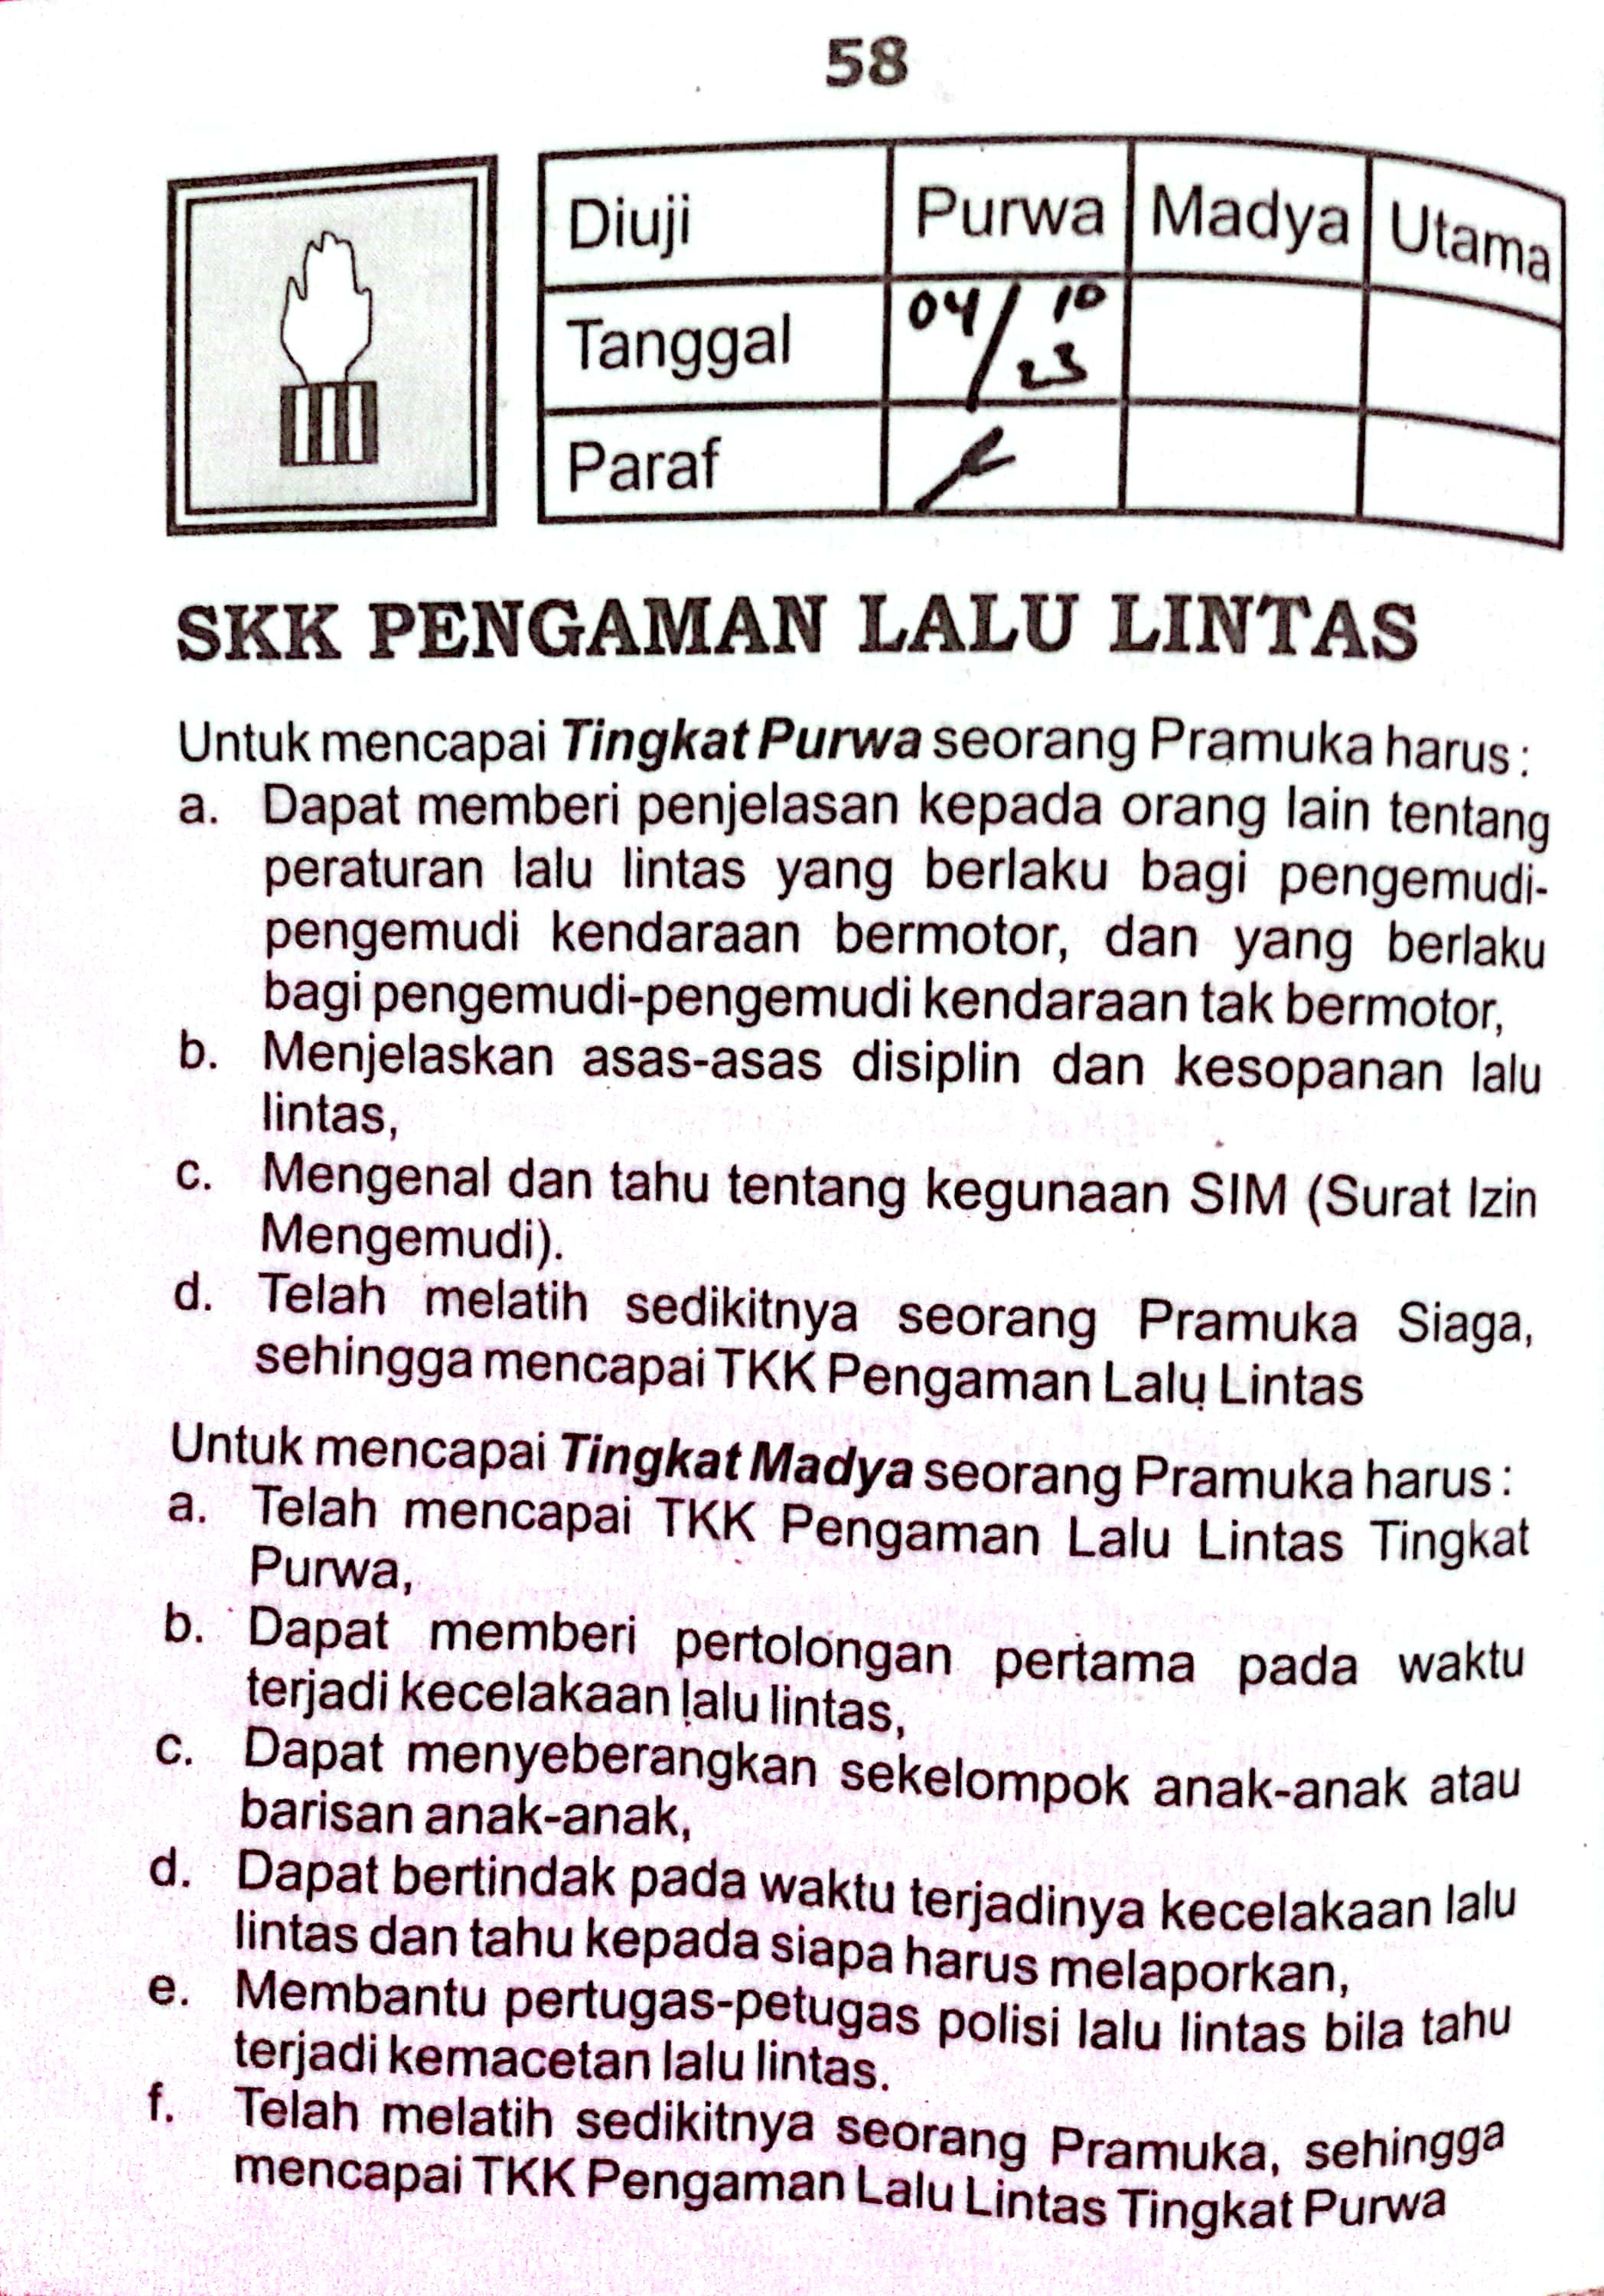 58
Diuji Purwa Madya Utama
Tanggal 04/10 23
Paraf
SKK PENGAMAN LALU LINTAS
Untuk mencapai Tingkat Purwa seorang Pramuka harus :
a. Dapat memberi penjelasan kepada orang lain tentang
peraturan lalu lintas yang berlaku bagi pengemudi-
pengemudi kendaraan bermotor, dan yang berlaku
bagi pengemudi-pengemudi kendaraan tak bermotor,
b. Menjelaskan asas-asas disiplin dan kesopanan lalu
lintas,
c. Mengenal dan tahu tentang kegunaan SIM (Surat Izin
Mengemudi).
d. Telah melatih sedikitnya seorang Pramuka Siaga,
sehingga mencapai TKK Pengaman Lalu Lintas
Untuk mencapai Tingkat Madya seorang Pramuka harus :
a. Telah mencapai TKK Pengaman Lalu Lintas Tingkat
Purwa,
b. Dapat memberi pertolongan pertama pada waktu
terjadi kecelakaan lalu lintas,
c. Dapat menyeberangkan sekelompok anak-anak atau
barisan anak-anak,
d. Dapat bertindak pada waktu terjadinya kecelakaan lalu
lintas dan tahu kepada siapa harus melaporkan,
e. Membantu pertugas-petugas polisi lalu lintas bila tahu
terjadi kemacetan lalu lintas.
f. Telah melatih sedikitnya seorang Pramuka, sehingga
mencapai TKK Pengaman Lalu Lintas Tingkat Purwa